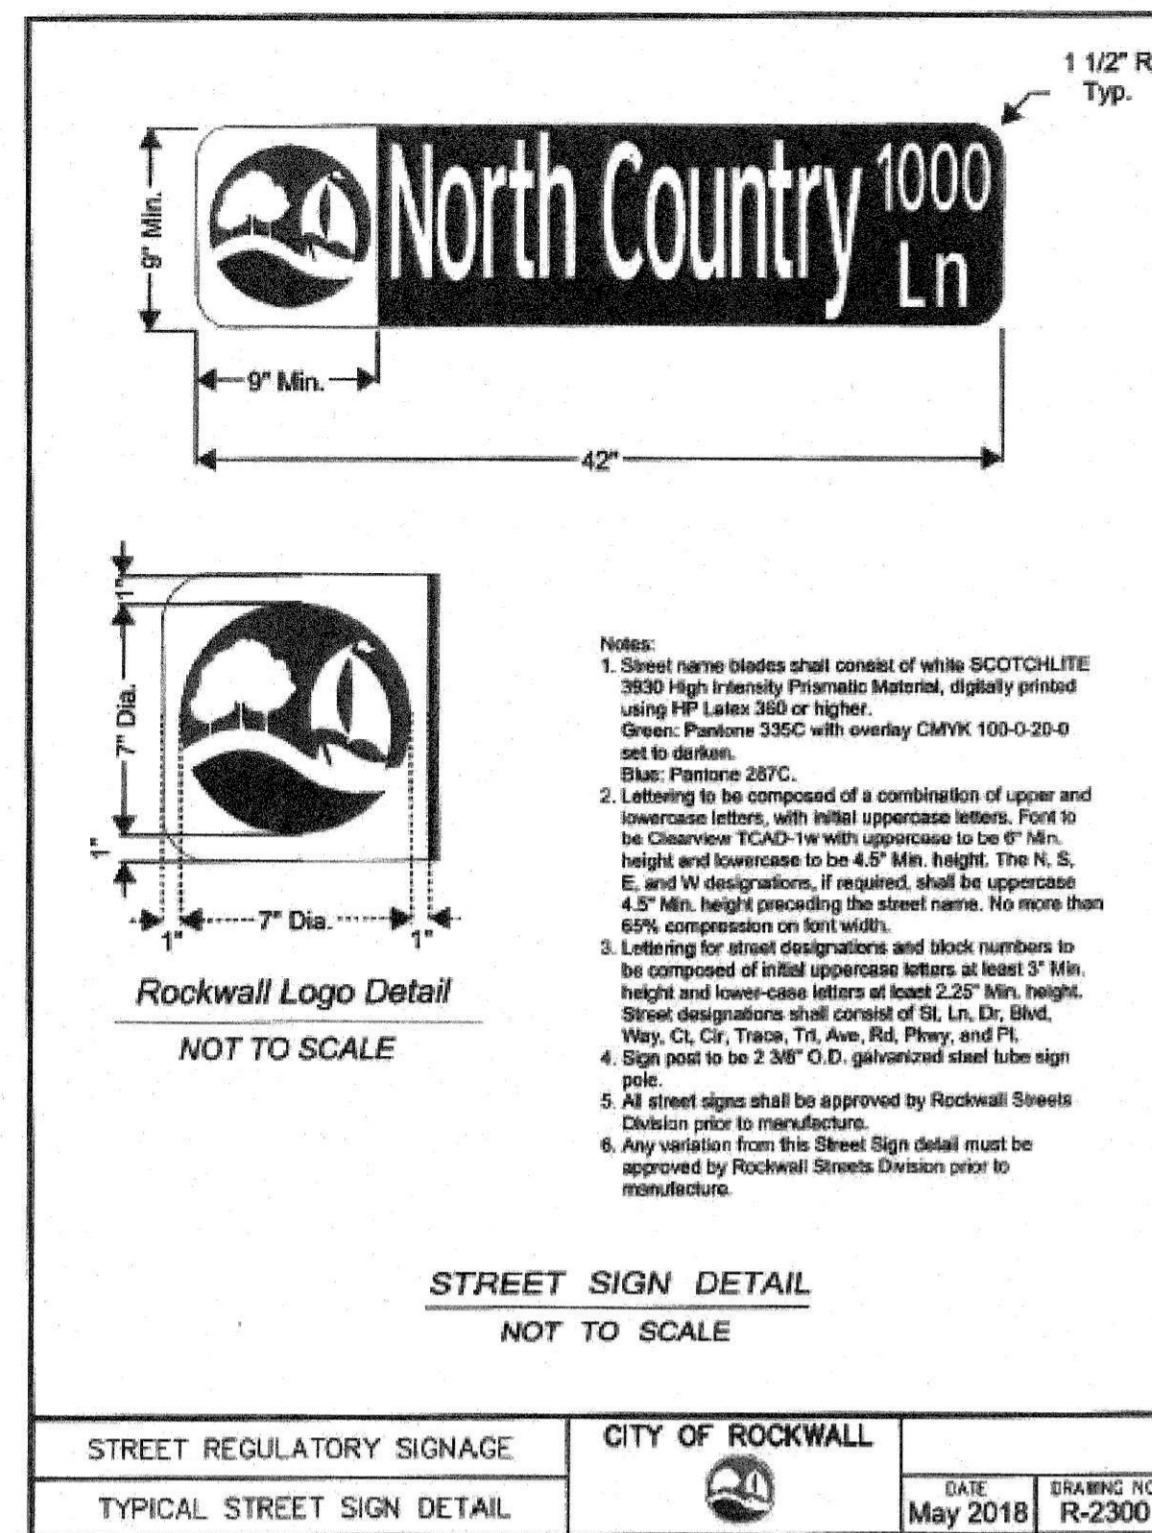 1 1/2" R
Typ.
North Country 1000
Ln
9" Min.
9" Min.
42"
1"
7" Dia.
1"
1"
7" Dia.
1"
Rockwall Logo Detail
NOT TO SCALE
Notes:
1. Street name blades shall consist of white SCOTCHLITE
3930 High Intensity Prismatic Material, digitally printed
using HP Latex 360 or higher.
Green: Pantone 335C with overlay CMYK 100-0-20-0
set to darken.
Blue: Pantone 287C.
2. Lettering to be composed of a combination of upper and
lowercase letters, with initial uppercase letters. Font to
be Clearview TCAD-1w with uppercase to be 6" Min.
height and lowercase to be 4.5" Min. height. The N, S,
E, and W designations, if required, shall be uppercase
4.5" Min. height preceding the street name. No more than
65% compression on font width.
3. Lettering for street designations and block numbers to
be composed of initial uppercase letters at least 3" Min.
height and lower-case letters at least 2.25" Min. height.
Street designations shall consist of St, Ln, Dr, Blvd,
Way, Ct, Cir, Trace, Trl, Ave, Rd, Pkwy, and Pl.
4. Sign post to be 2 3/8" O.D. galvanized steel tube sign
pole.
5. All street signs shall be approved by Rockwall Streets
Division prior to manufacture.
6. Any variation from this Street Sign detail must be
approved by Rockwall Streets Division prior to
manufacture.
STREET SIGN DETAIL
NOT TO SCALE
STREET REGULATORY SIGNAGE
TYPICAL STREET SIGN DETAIL
CITY OF ROCKWALL
DATE
May 2018
DRAWING NO
R-2300